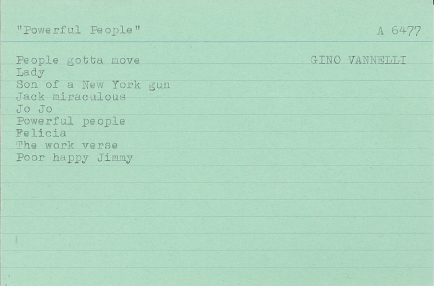 "Powerful People"    A 6477
People gotta move    GINO VANNELLI
Lady
Son of a New York gun
Jack miraculous
Jo Jo
Powerful people
Felicia
The work verse
Poor happy Jimmy